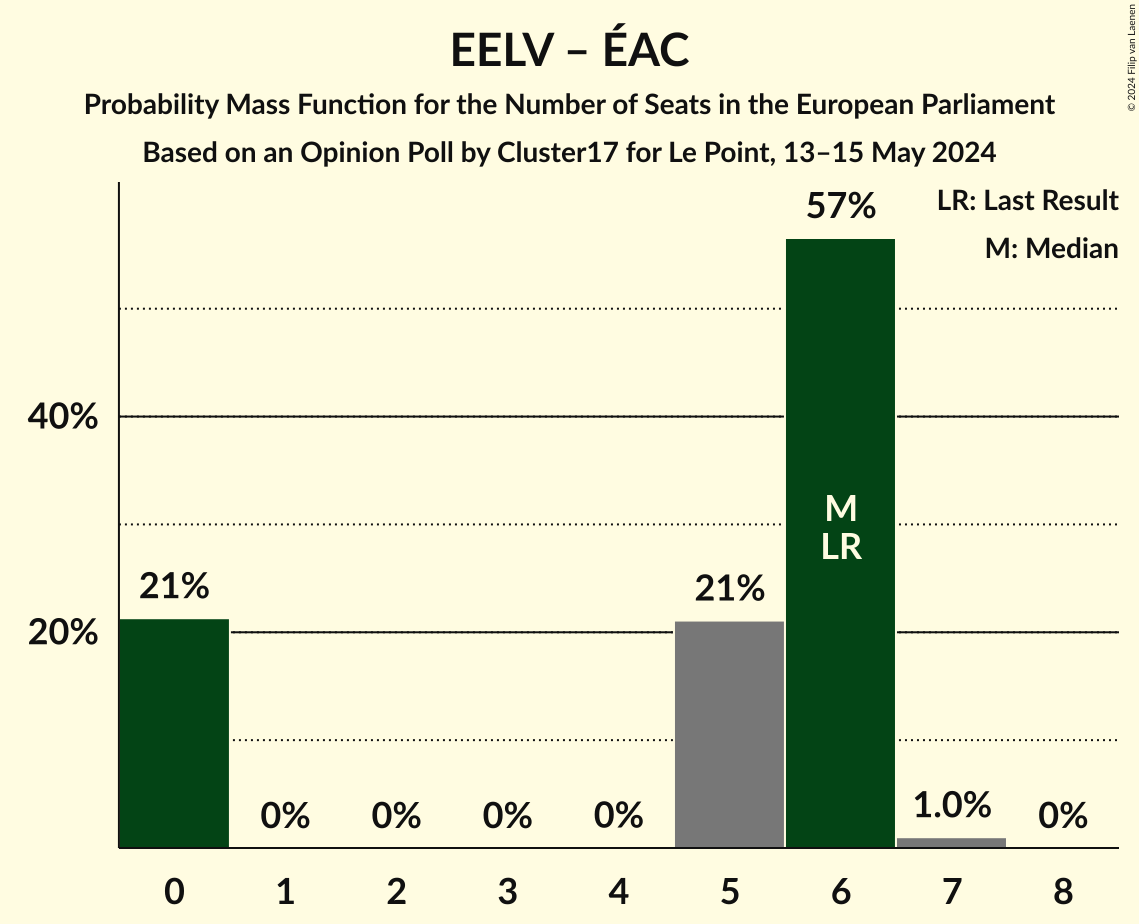 EELV – ÉAC
Probability Mass Function for the Number of Seats in the European Parliament
Based on an Opinion Poll by Cluster17 for Le Point, 13–15 May 2024
© 2024 Filip van Laenen
LR: Last Result
M: Median
57%
40%
M
LR
21%
21%
20%
0%
0%
0%
0%
1.0%
0%
0 1 2 3 4 5 6 7 8